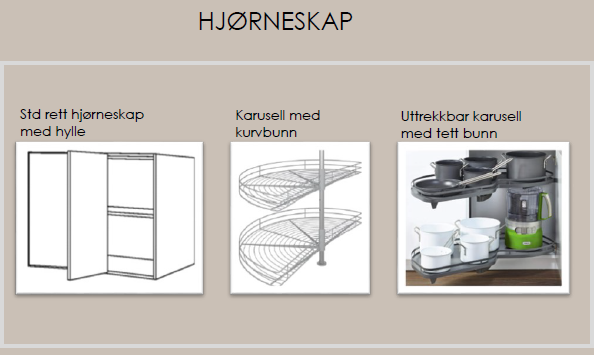 HJØRNESKAP
Std rett hjørneskap
med hylle
Karusell med
kurvbunn
Uttrekkbar karusell
med tett bunn